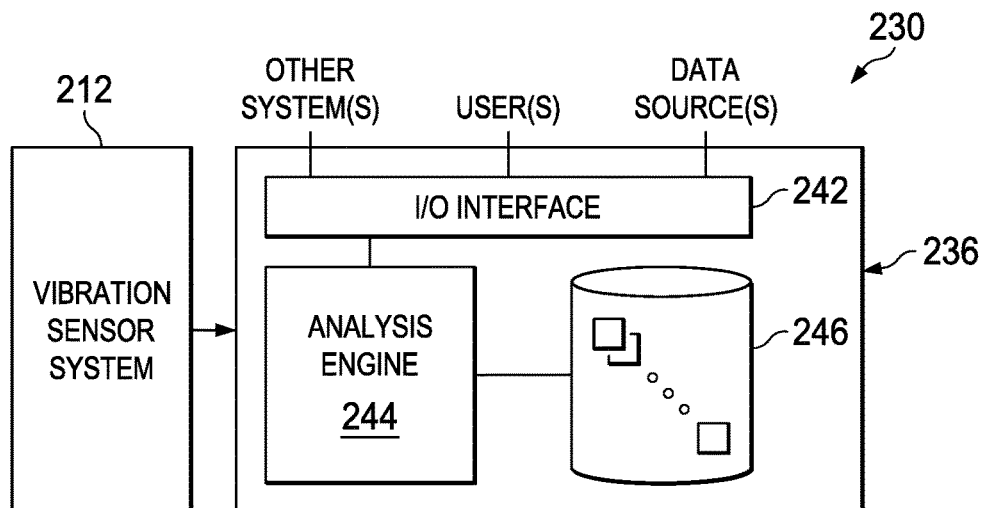 230
OTHER
SYSTEM(S)
USER(S)
DATA
SOURCE(S)
212
I/O INTERFACE
242
236
VIBRATION
SENSOR
SYSTEM
ANALYSIS
ENGINE
244
246